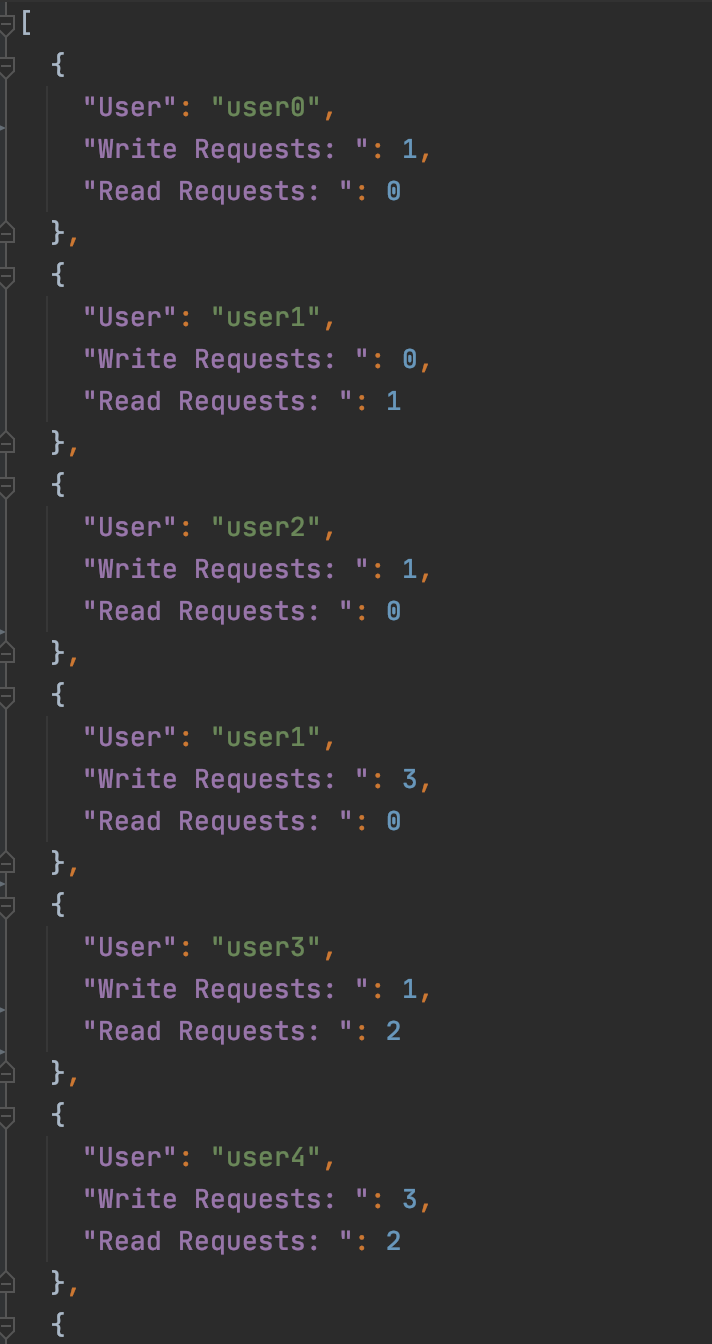 [
  {
    "User": "user0",
    "Write Requests: ": 1,
    "Read Requests: ": 0
  },
  {
    "User": "user1",
    "Write Requests: ": 0,
    "Read Requests: ": 1
  },
  {
    "User": "user2",
    "Write Requests: ": 1,
    "Read Requests: ": 0
  },
  {
    "User": "user1",
    "Write Requests: ": 3,
    "Read Requests: ": 0
  },
  {
    "User": "user3",
    "Write Requests: ": 1,
    "Read Requests: ": 2
  },
  {
    "User": "user4",
    "Write Requests: ": 3,
    "Read Requests: ": 2
  },
  {